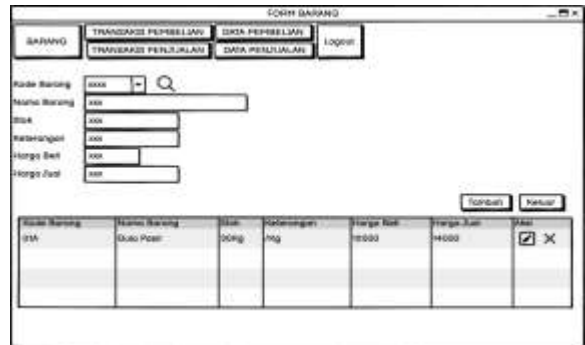 FORM BARANG
BARANG
TRANSAKSI PEMBELIAN
DATA PEMBELIAN
TRANSAKSI PENJUALAN
DATA PENJUALAN
Logout
Kode Barang xxxx
Nama Barang xxx
Stok xxx
Keterangan xxx
Harga Beli xxx
Harga Jual xxx
Tambah Keluar
Kode Barang Nama Barang Stok Keterangan Harga Beli Harga Jual Aksi
01A Gula Pasir /Kg 14000